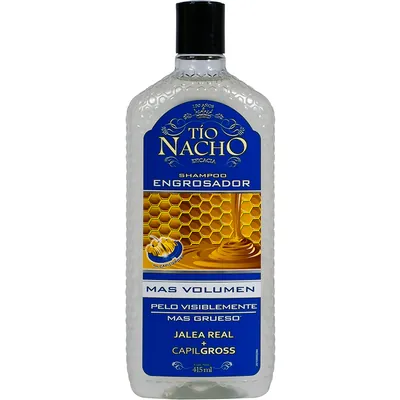 TÍO
NACHO
EFICACIA
SHAMPOO
ENGROSADOR
MAS VOLUMEN
PELO VISIBLEMENTE
MAS GRUESO
JALEA REAL
+
CAPILGROSS
415 ml